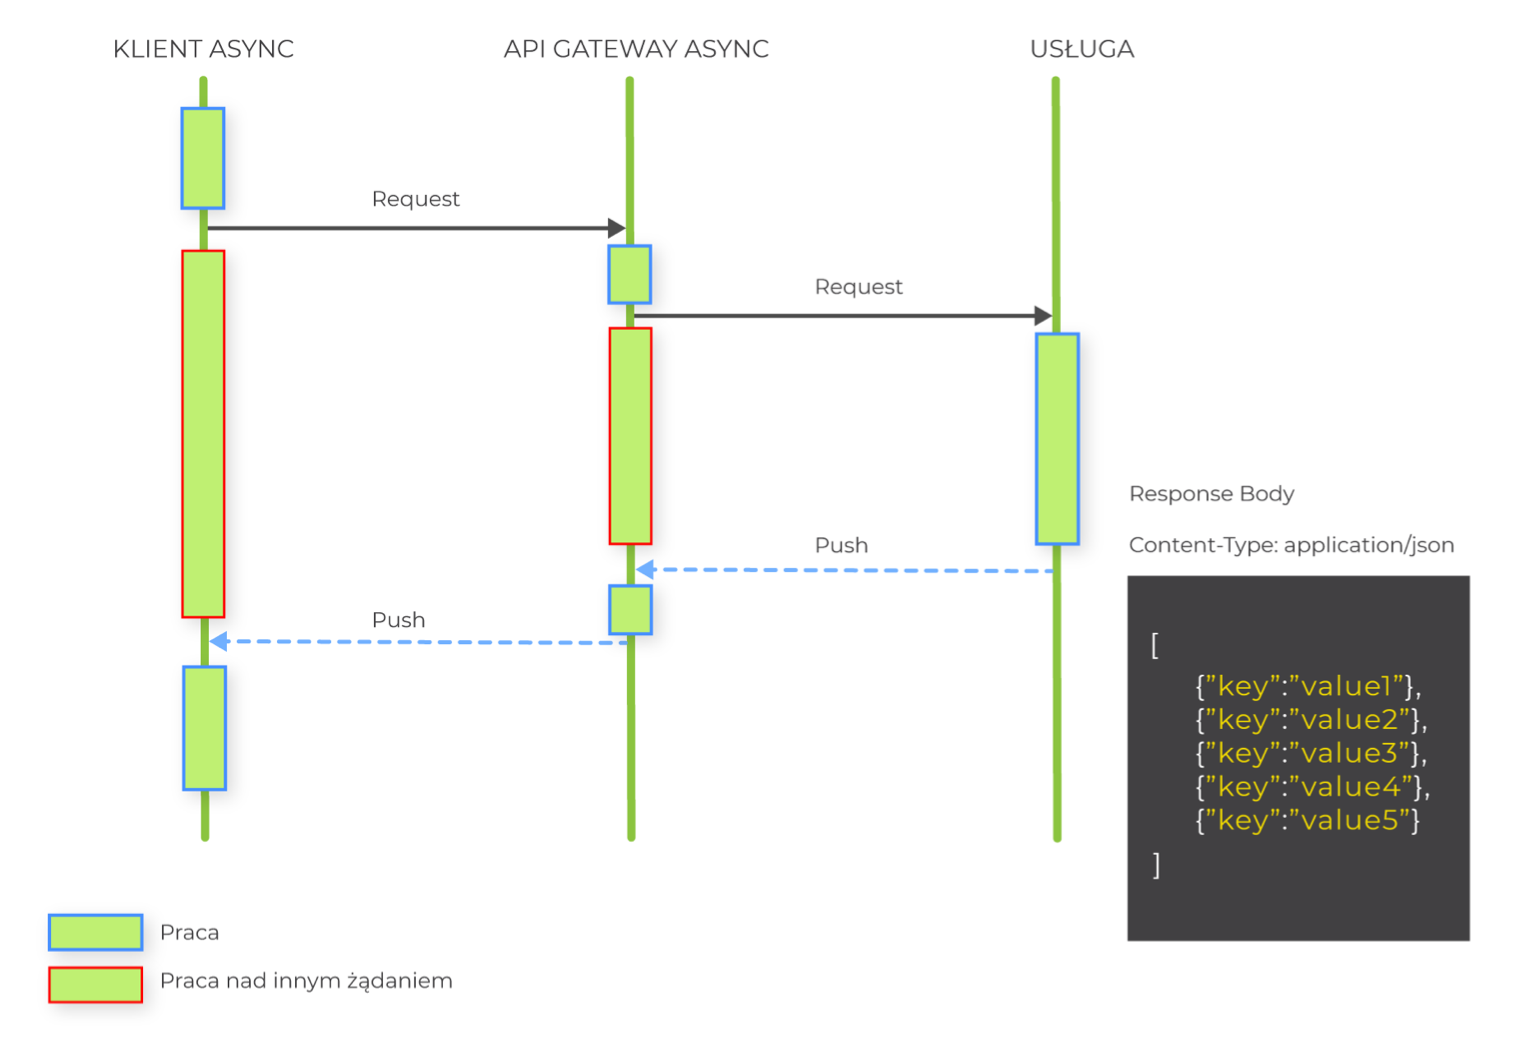 KLIENT ASYNC
API GATEWAY ASYNC
USŁUGA
Request
Request
Push
Push
Response Body
Content-Type: application/json
[
{”key”:”value1”},
{”key”:”value2”},
{”key”:”value3”},
{”key”:”value4”},
{”key”:”value5”}
]
Praca
Praca nad innym żądaniem